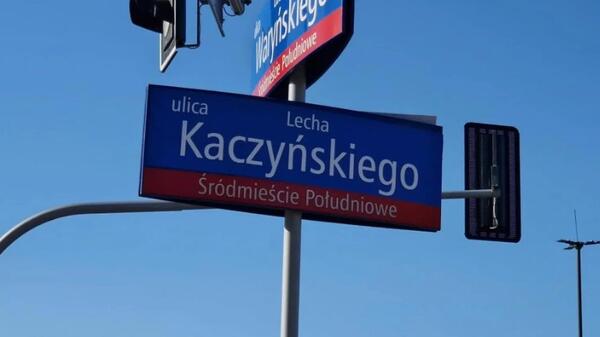 Waryńskiego
Śródmieście Południowe
ulica
Lecha
Kaczyńskiego
Śródmieście Południowe